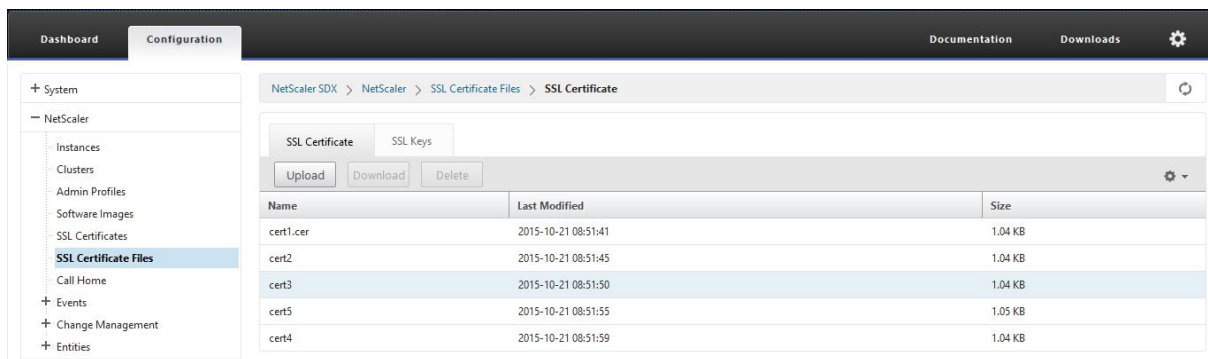 Dashboard Configuration Documentation Downloads
+ System
NetScaler SDX > NetScaler > SSL Certificate Files > SSL Certificate
− NetScaler
Instances
Clusters
Admin Profiles
Software Images
SSL Certificates
SSL Certificate Files
Call Home
+ Events
+ Change Management
+ Entities
SSL Certificate SSL Keys
Upload Download Delete
Name Last Modified Size
cert1.cer 2015-10-21 08:51:41 1.04 KB
cert2 2015-10-21 08:51:45 1.04 KB
cert3 2015-10-21 08:51:50 1.04 KB
cert5 2015-10-21 08:51:55 1.05 KB
cert4 2015-10-21 08:51:59 1.04 KB